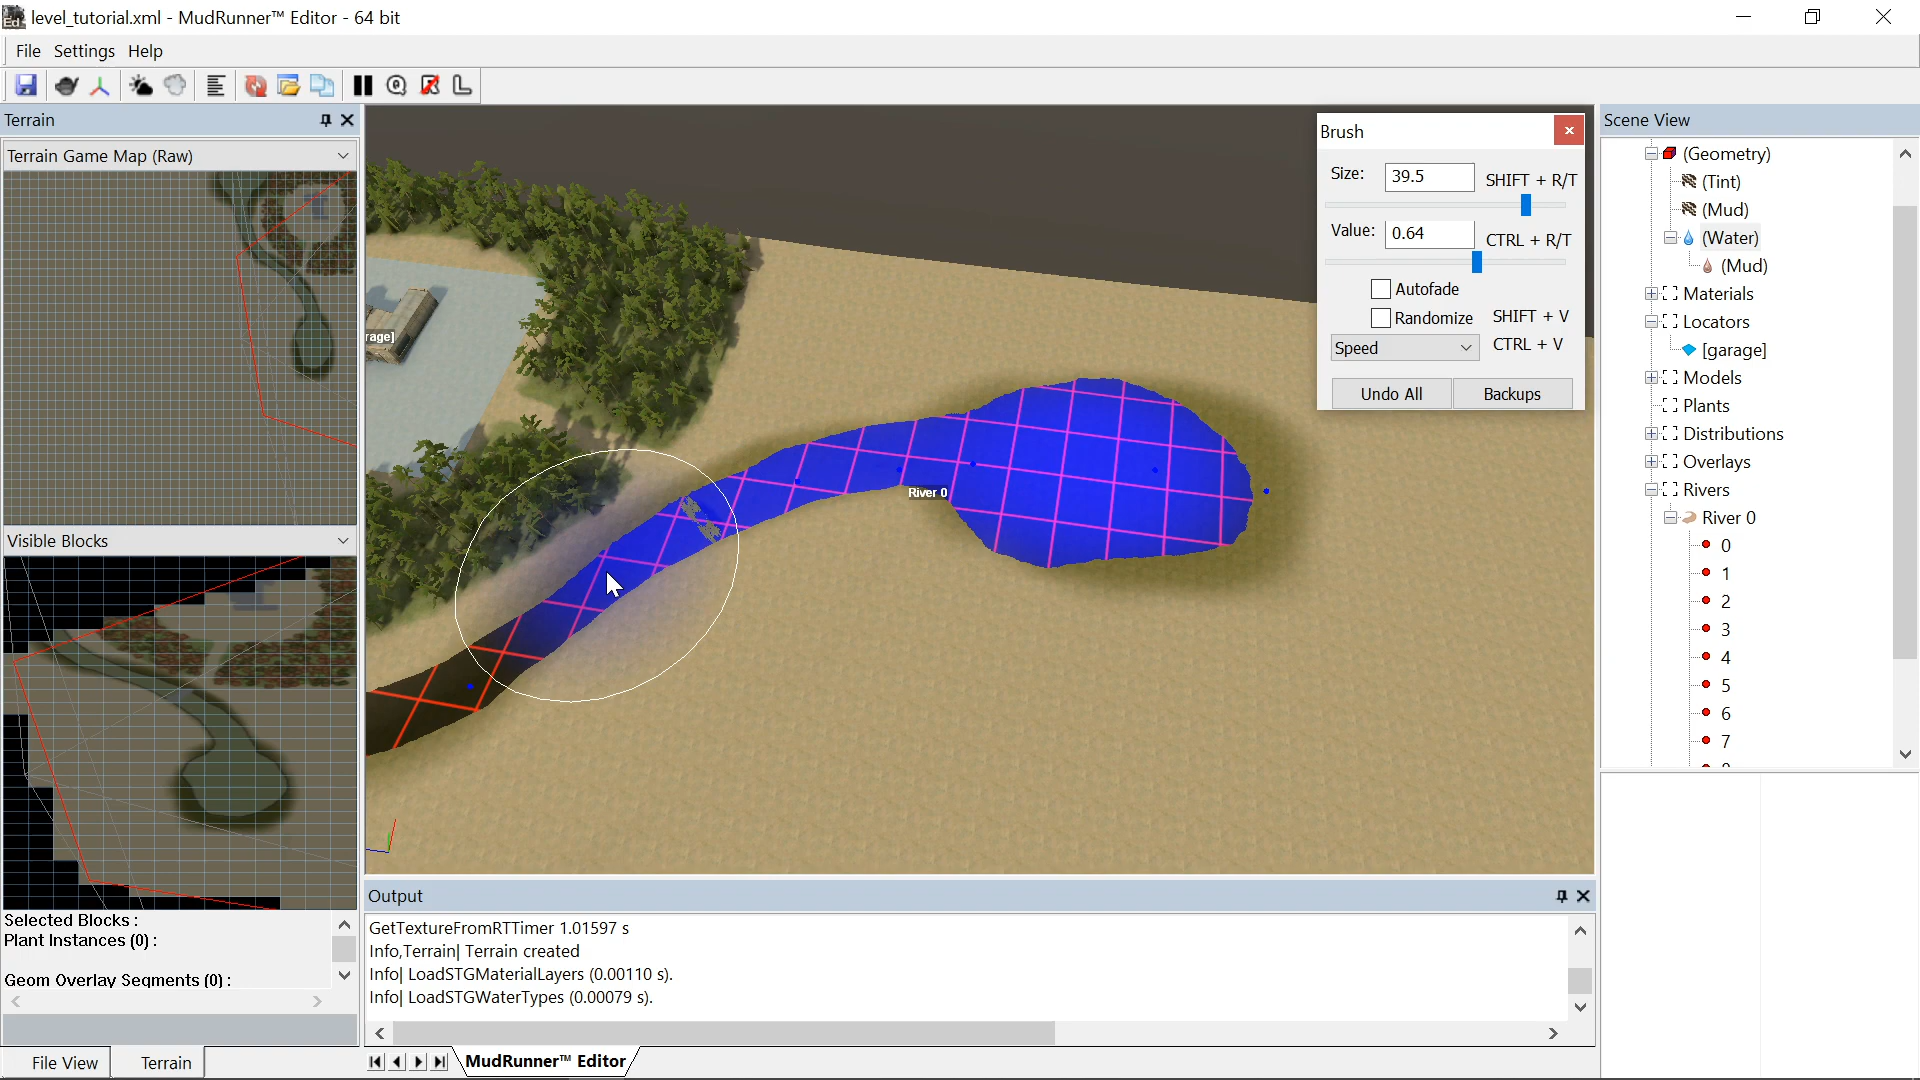 level_tutorial.xml - MudRunner™ Editor - 64 bit
File Settings Help
Terrain
Terrain Game Map (Raw)
Visible Blocks
Selected Blocks :
Plant Instances (0) :
Geom Overlay Segments (0) :
File View
Terrain
rage]
River 0
Brush
Size: 39.5 SHIFT + R/T
Value: 0.64 CTRL + R/T
Autofade
Randomize SHIFT + V
Speed CTRL + V
Undo All Backups
Output
GetTextureFromRTTimer 1.01597 s
Info,Terrain| Terrain created
Info| LoadSTGMaterialLayers (0.00110 s).
Info| LoadSTGWaterTypes (0.00079 s).
MudRunner™ Editor
Scene View
(Geometry)
(Tint)
(Mud)
(Water)
(Mud)
Materials
Locators
[garage]
Models
Plants
Distributions
Overlays
Rivers
River 0
0
1
2
3
4
5
6
7